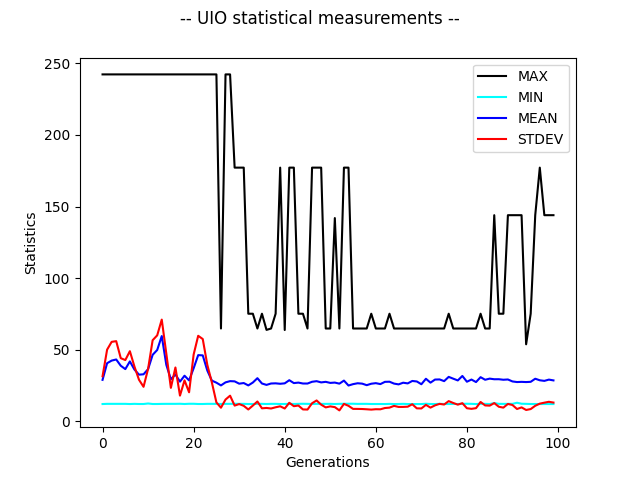 -- UIO statistical measurements --
MAX
MIN
MEAN
STDEV
Statistics
250
200
150
100
50
0
0 20 40 60 80 100
Generations